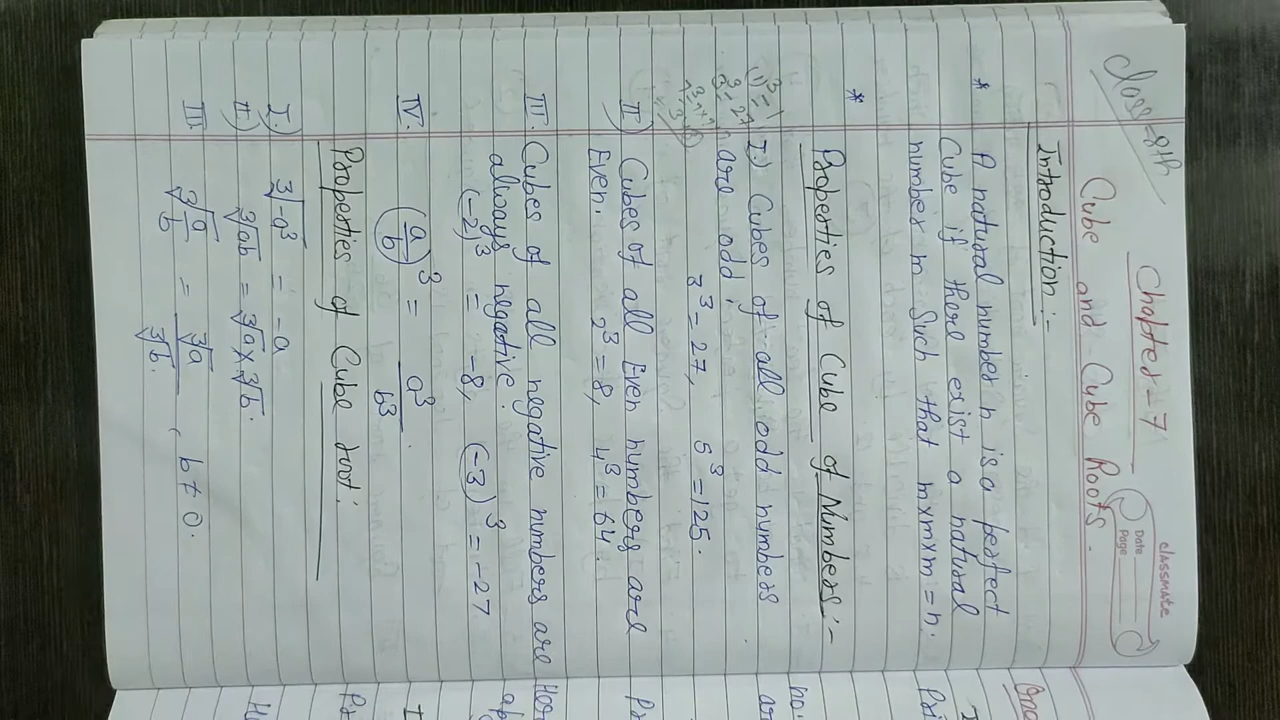 Class - 8th
classmate
Date
Page
Chapter - 7
Cube and Cube Roots.
Introduction :-
* A natural number n is a perfect
Cube if there exist a natural
number m Such that m×m×m = n.
* Properties of Cube of Numbers :-
I.) Cubes of all odd numbers
are odd,
(1)³ = 1
3³ = 27
3³ = 27, 5³ = 125.
II) Cubes of all Even numbers are
Even. 2³ = 8, 4³ = 64.
III. Cubes of all negative numbers are
always negative.
(-2)³ = -8, (-3)³ = -27
IV. (a/b)³ = a³/b³.
Properties of Cube root:
I.) ∛-a³ = -a
II.) ∛ab = ∛a × ∛b.
III. ∛a/b = ∛a/∛b. , b ≠ 0.